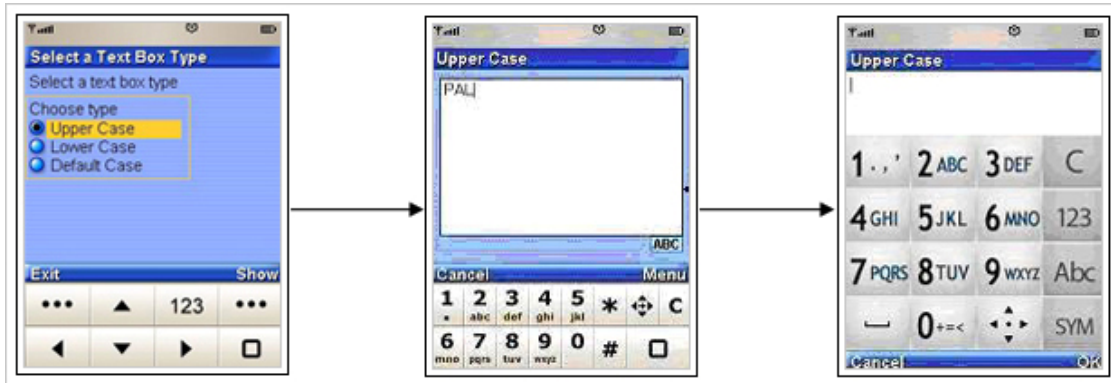 Select a Text Box Type
Select a text box type
Choose type
Upper Case
Lower Case
Default Case
Exit Show
123
Upper Case
PAL
ABC
Cancel Menu
1 2 3 4 5 * C
abc def ghi jkl
6 7 8 9 0 #
mno pqrs tuv wxyz
Upper Case
1 . , ' 2 ABC 3 DEF C
4 GHI 5 JKL 6 MNO 123
7 PQRS 8 TUV 9 WXYZ Abc
0 +=< SYM
Cancel OK